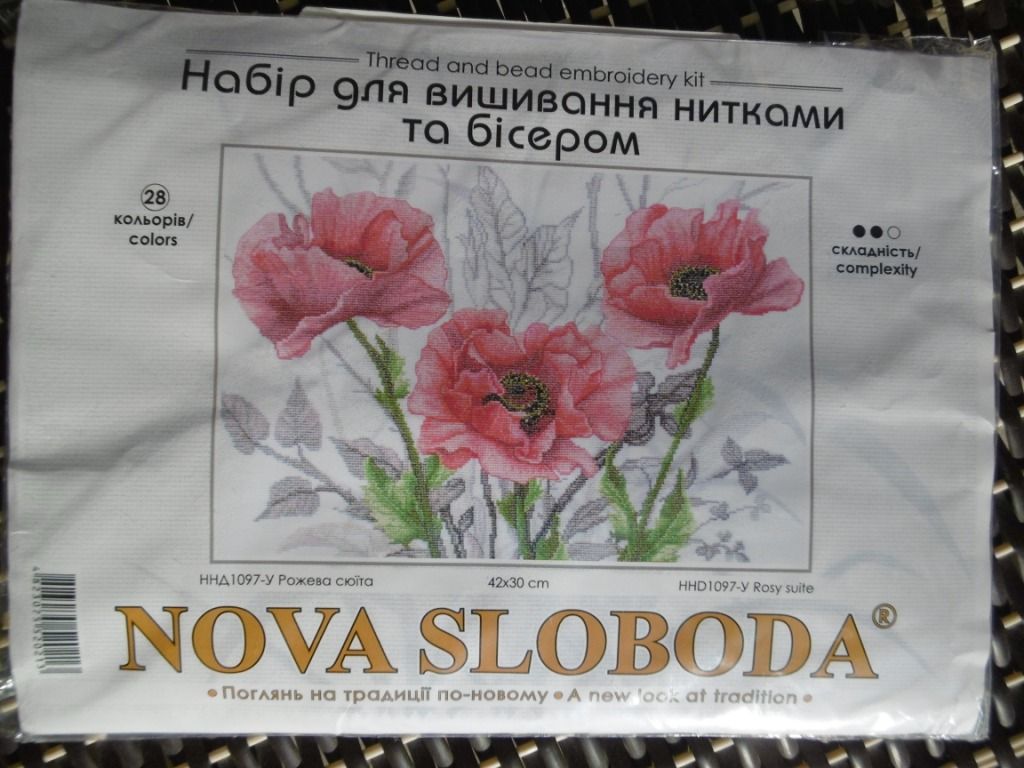 Thread and bead embroidery kit
Набір для вишивання нитками
та бісером
28
кольорів/
colors
складність/
complexity
ННД1097-У Рожева сюїта
42x30 cm
HHD1097-У Rosy suite
NOVA SLOBODA®
• Поглянь на традиції по-новому • A new look at tradition •